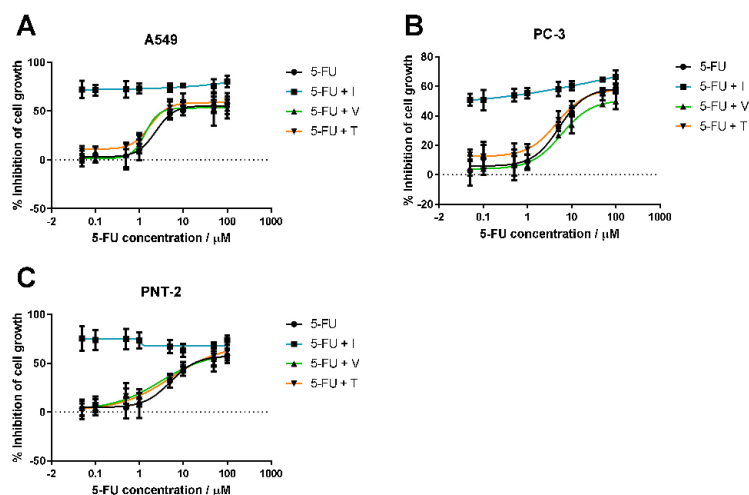 A
A549
% Inhibition of cell growth
100
50
0
-50
-2
0.1
1
10
100
1000
5-FU concentration / μM
5-FU
5-FU + I
5-FU + V
5-FU + T
B
PC-3
% Inhibition of cell growth
80
60
40
20
0
-20
-2
0.1
1
10
100
1000
5-FU concentration / μM
5-FU
5-FU + I
5-FU + V
5-FU + T
C
PNT-2
% Inhibition of cell growth
100
50
0
-50
-2
0.1
1
10
100
1000
5-FU concentration / μM
5-FU
5-FU + I
5-FU + V
5-FU + T